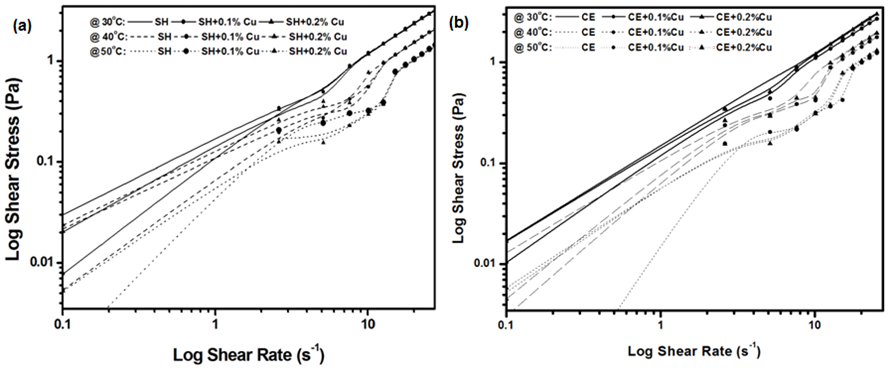 (a)
@ 30°C: SH SH+0.1% Cu SH+0.2% Cu
@ 40°C: SH SH+0.1% Cu SH+0.2% Cu
@50°C: SH SH+0.1% Cu SH+0.2% Cu
Log Shear Stress (Pa)
1
0.1
0.01
0.1 1 10
Log Shear Rate (s⁻¹)
(b)
@ 30°C: CE CE+0.1%Cu CE+0.2%Cu
@ 40°C: CE CE+0.1%Cu CE+0.2%Cu
@ 50°C: CE CE+0.1%Cu CE+0.2%Cu
Log Shear Stress (Pa)
1
0.1
0.01
0.1 1 10
Log Shear Rate (s⁻¹)